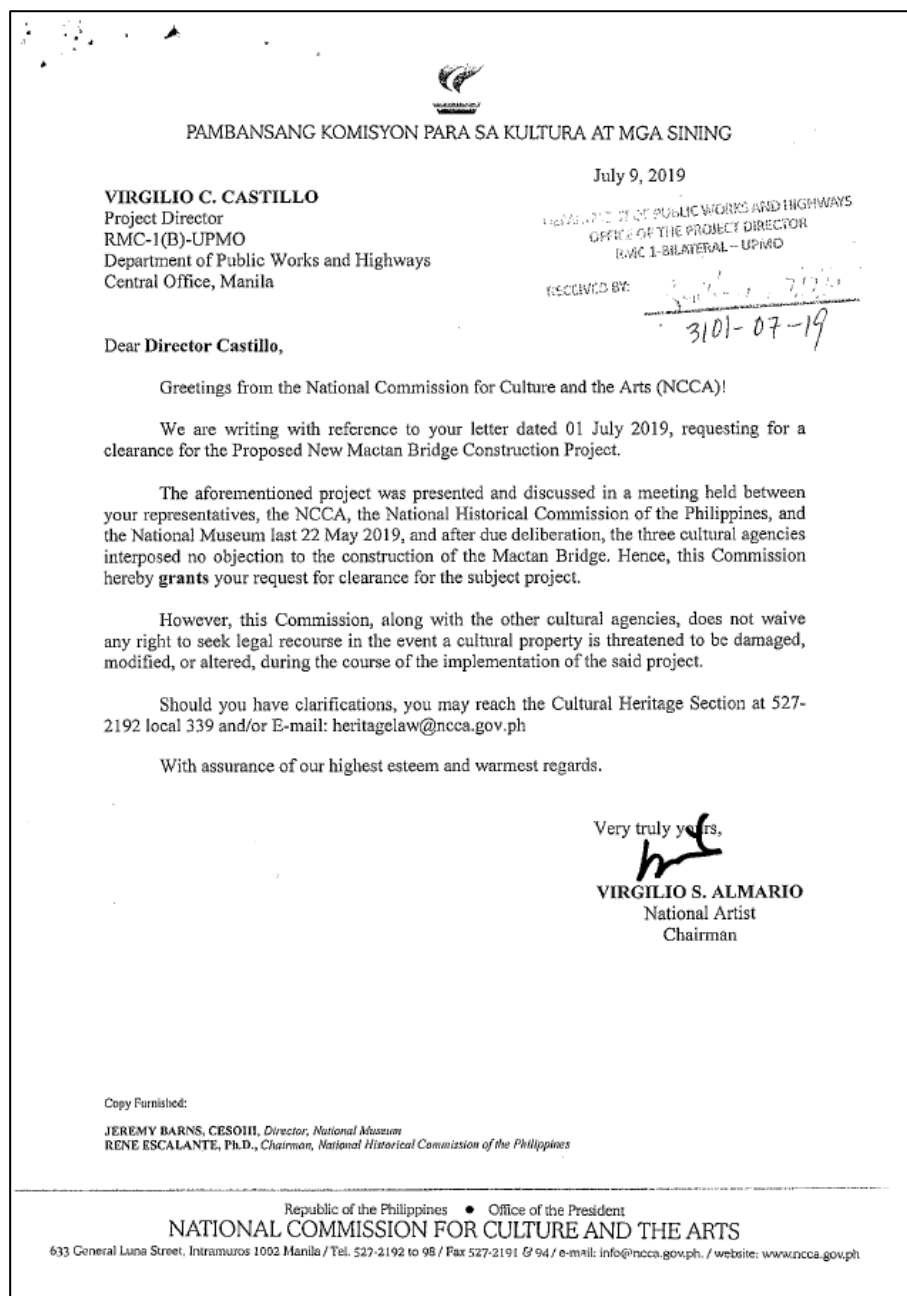 PAMBANSANG KOMISYON PARA SA KULTURA AT MGA SINING
July 9, 2019
VIRGILIO C. CASTILLO
Project Director
RMC-1(B)-UPMO
Department of Public Works and Highways
Central Office, Manila
DEPARTMENT OF PUBLIC WORKS AND HIGHWAYS
OFFICE OF THE PROJECT DIRECTOR
RMC 1-BILATERAL – UPMO
RECEIVED BY:
3101-07-19
Dear Director Castillo,
Greetings from the National Commission for Culture and the Arts (NCCA)!
We are writing with reference to your letter dated 01 July 2019, requesting for a
clearance for the Proposed New Mactan Bridge Construction Project.
The aforementioned project was presented and discussed in a meeting held between
your representatives, the NCCA, the National Historical Commission of the Philippines, and
the National Museum last 22 May 2019, and after due deliberation, the three cultural agencies
interposed no objection to the construction of the Mactan Bridge. Hence, this Commission
hereby grants your request for clearance for the subject project.
However, this Commission, along with the other cultural agencies, does not waive
any right to seek legal recourse in the event a cultural property is threatened to be damaged,
modified, or altered, during the course of the implementation of the said project.
Should you have clarifications, you may reach the Cultural Heritage Section at 527-
2192 local 339 and/or E-mail: heritagelaw@ncca.gov.ph
With assurance of our highest esteem and warmest regards.
Very truly yours,
VIRGILIO S. ALMARIO
National Artist
Chairman
Copy Furnished:
JEREMY BARNS, CESOIII, Director, National Museum
RENE ESCALANTE, Ph.D., Chairman, National Historical Commission of the Philippines
Republic of the Philippines ● Office of the President
NATIONAL COMMISSION FOR CULTURE AND THE ARTS
633 General Luna Street, Intramuros 1002 Manila / Tel. 527-2192 to 98 / Fax 527-2191 & 94 / e-mail: info@ncca.gov.ph. / website: www.ncca.gov.ph